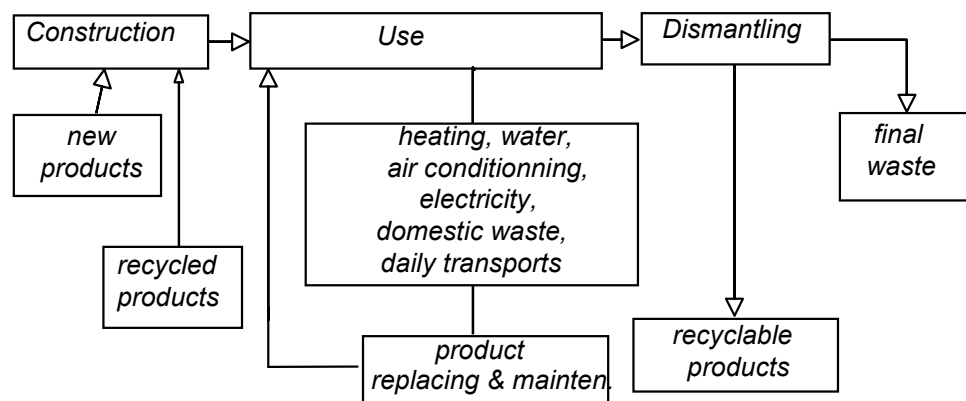 Construction
Use
Dismantling
new
products
heating, water,
air conditionning,
electricity,
domestic waste,
daily transports
final
waste
recycled
products
product
replacing & mainten.
recyclable
products